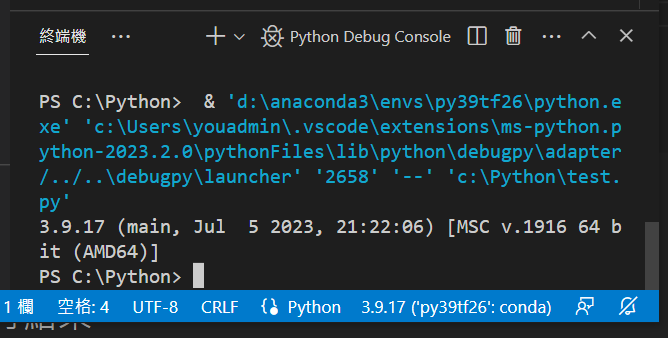 終端機 ... Python Debug Console ...
PS C:\Python>  & 'd:\anaconda3\envs\py39tf26\python.e
xe' 'c:\Users\youadmin\.vscode\extensions\ms-python.p
ython-2023.2.0\pythonFiles\lib\python\debugpy\adapter
/../..\debugpy\launcher' '2658' '--' 'c:\Python\test.
py'
3.9.17 (main, Jul  5 2023, 21:22:06) [MSC v.1916 64 b
it (AMD64)]
PS C:\Python>
1 欄 空格: 4 UTF-8 CRLF Python 3.9.17 ('py39tf26': conda)